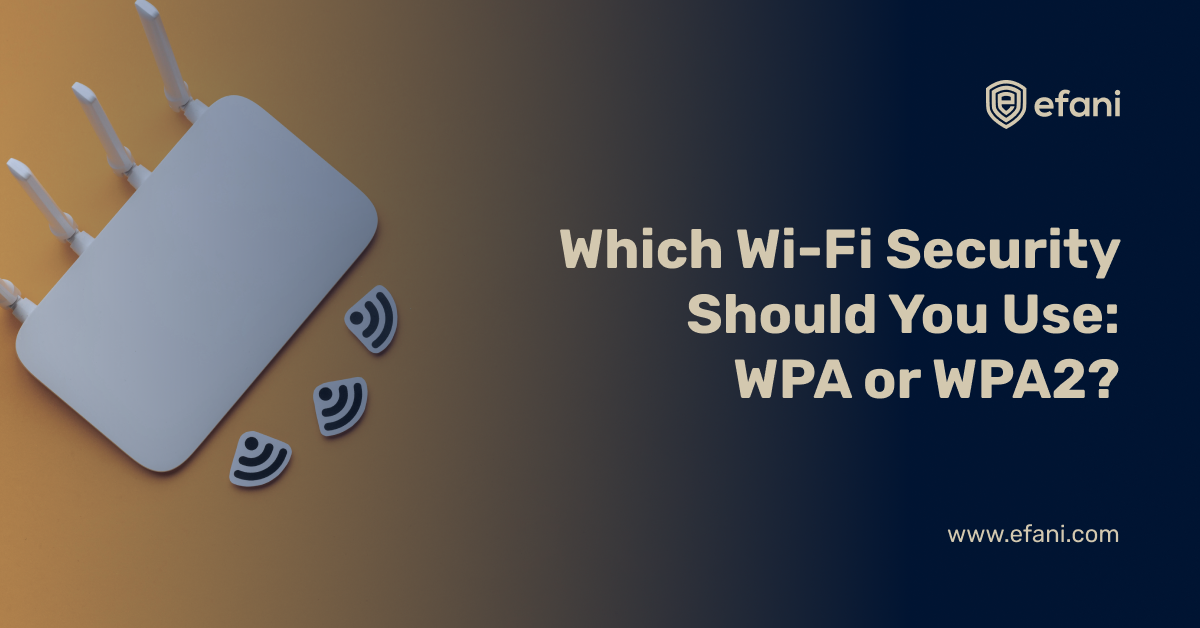 efani
Which Wi-Fi Security
Should You Use:
WPA or WPA2?
www.efani.com